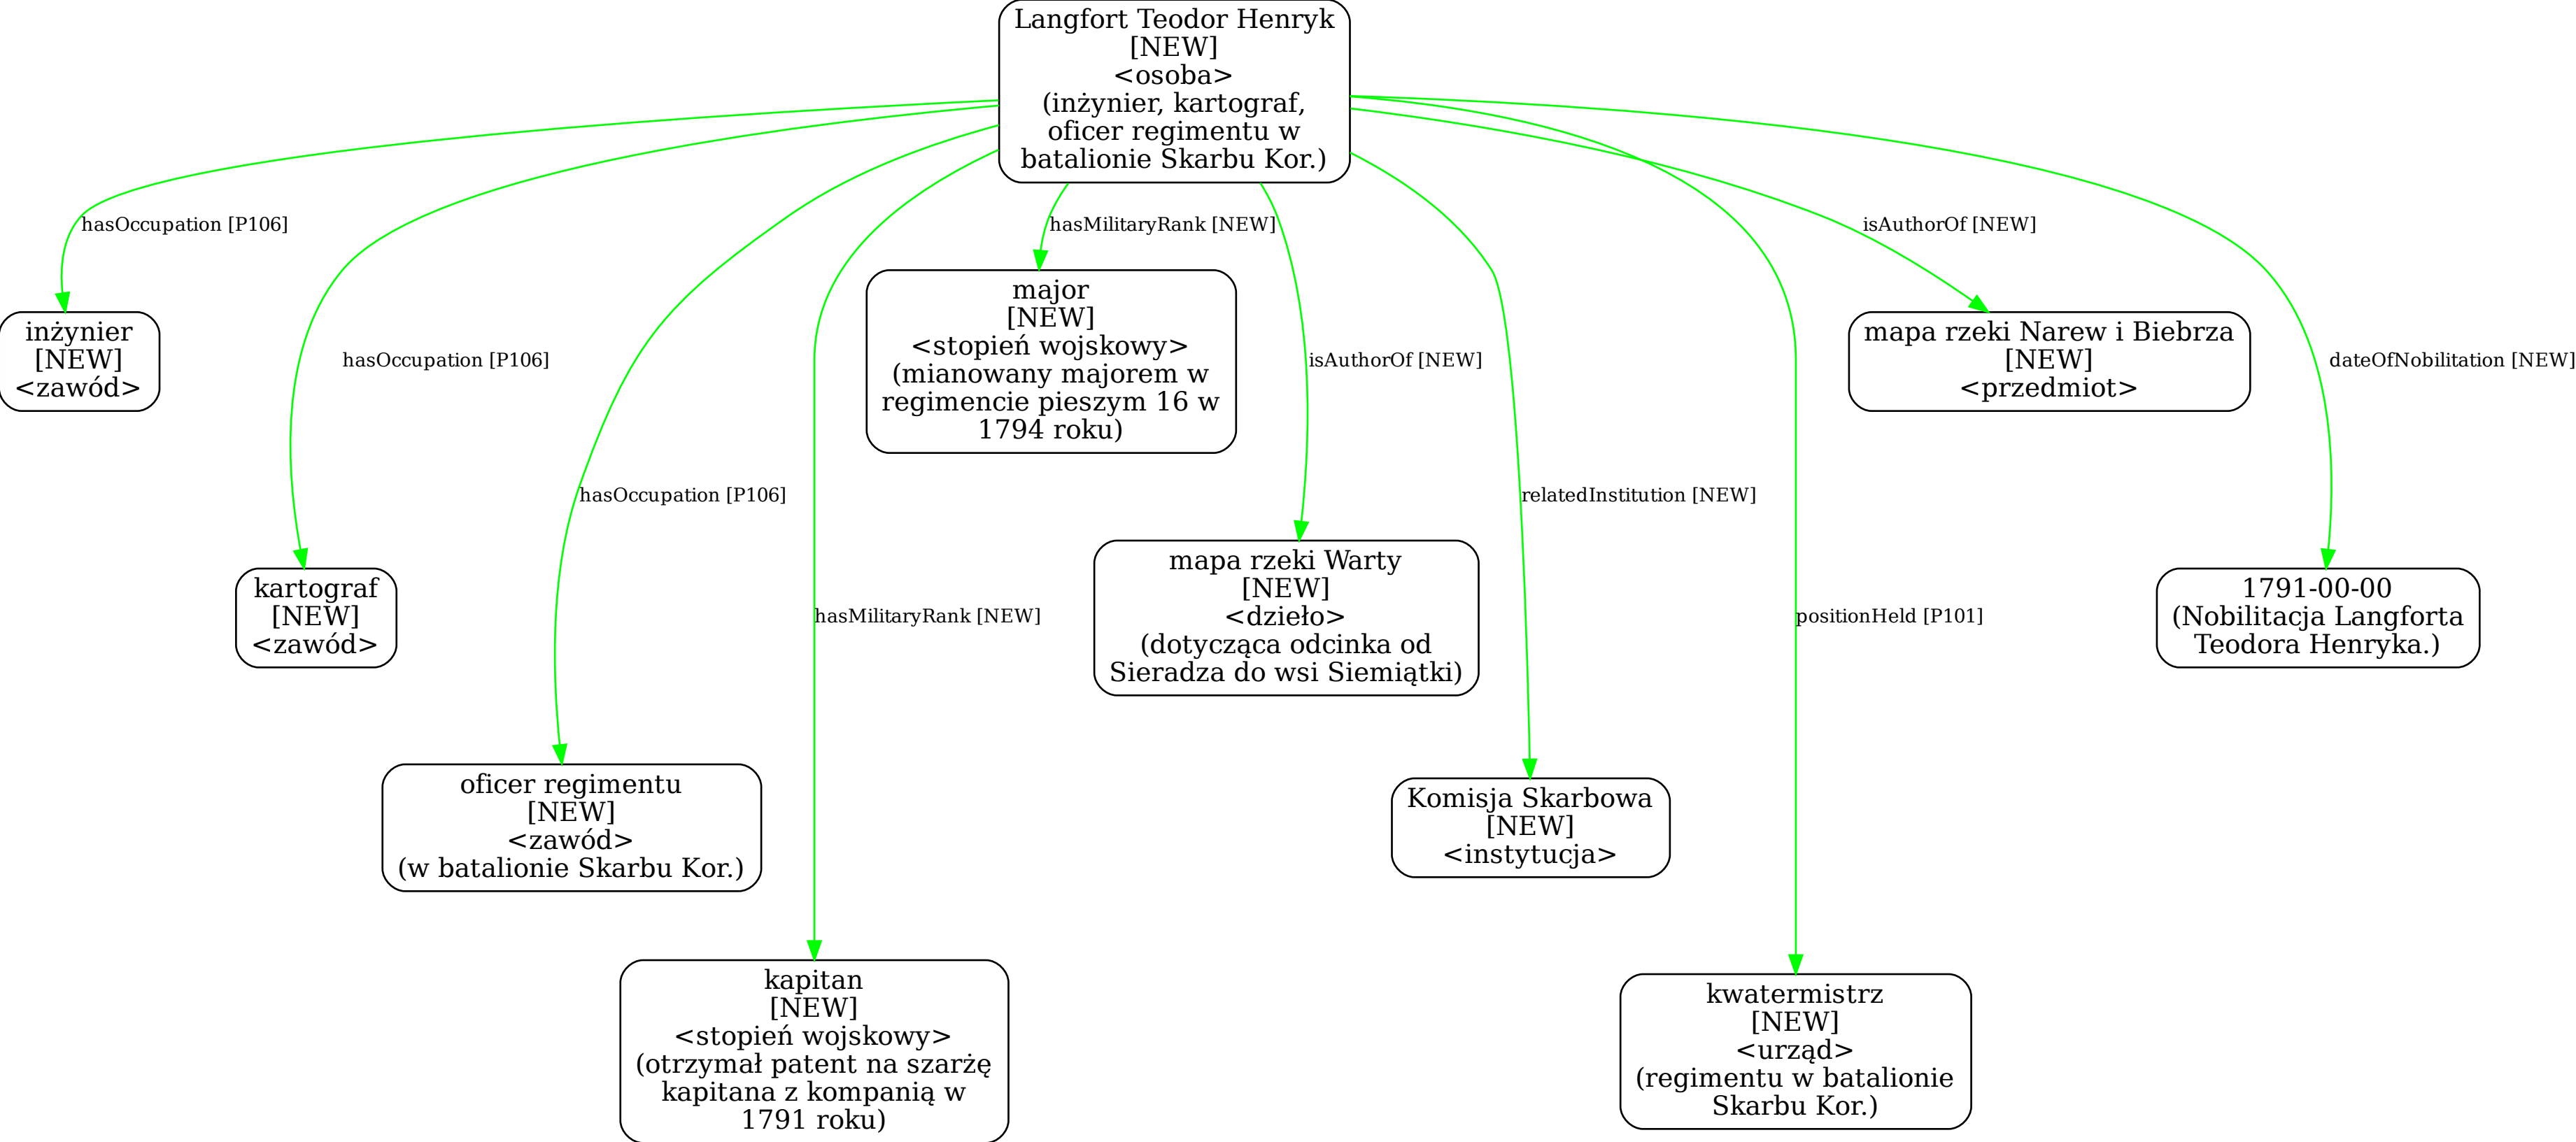 Langfort Teodor Henryk
[NEW]
<osoba>
(inżynier, kartograf,
oficer regimentu w
batalionie Skarbu Kor.)
hasOccupation [P106]
hasMilitaryRank [NEW]
isAuthorOf [NEW]
inżynier
[NEW]
<zawód>
hasOccupation [P106]
major
[NEW]
<stopień wojskowy>
(mianowany majorem w
regimencie pieszym 16 w
1794 roku)
isAuthorOf [NEW]
mapa rzeki Narew i Biebrza
[NEW]
<przedmiot>
dateOfNobilitation [NEW]
hasOccupation [P106]
relatedInstitution [NEW]
kartograf
[NEW]
<zawód>
hasMilitaryRank [NEW]
mapa rzeki Warty
[NEW]
<dzieło>
(dotycząca odcinka od
Sieradza do wsi Siemiątki)
positionHeld [P101]
1791-00-00
(Nobilitacja Langforta
Teodora Henryka.)
oficer regimentu
[NEW]
<zawód>
(w batalionie Skarbu Kor.)
Komisja Skarbowa
[NEW]
<instytucja>
kapitan
[NEW]
<stopień wojskowy>
(otrzymał patent na szarżę
kapitana z kompanią w
1791 roku)
kwatermistrz
[NEW]
<urząd>
(regimentu w batalionie
Skarbu Kor.)